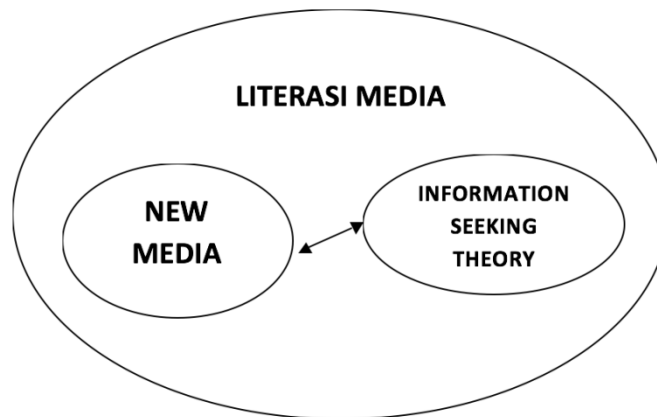 LITERASI MEDIA
NEW
MEDIA
INFORMATION
SEEKING
THEORY